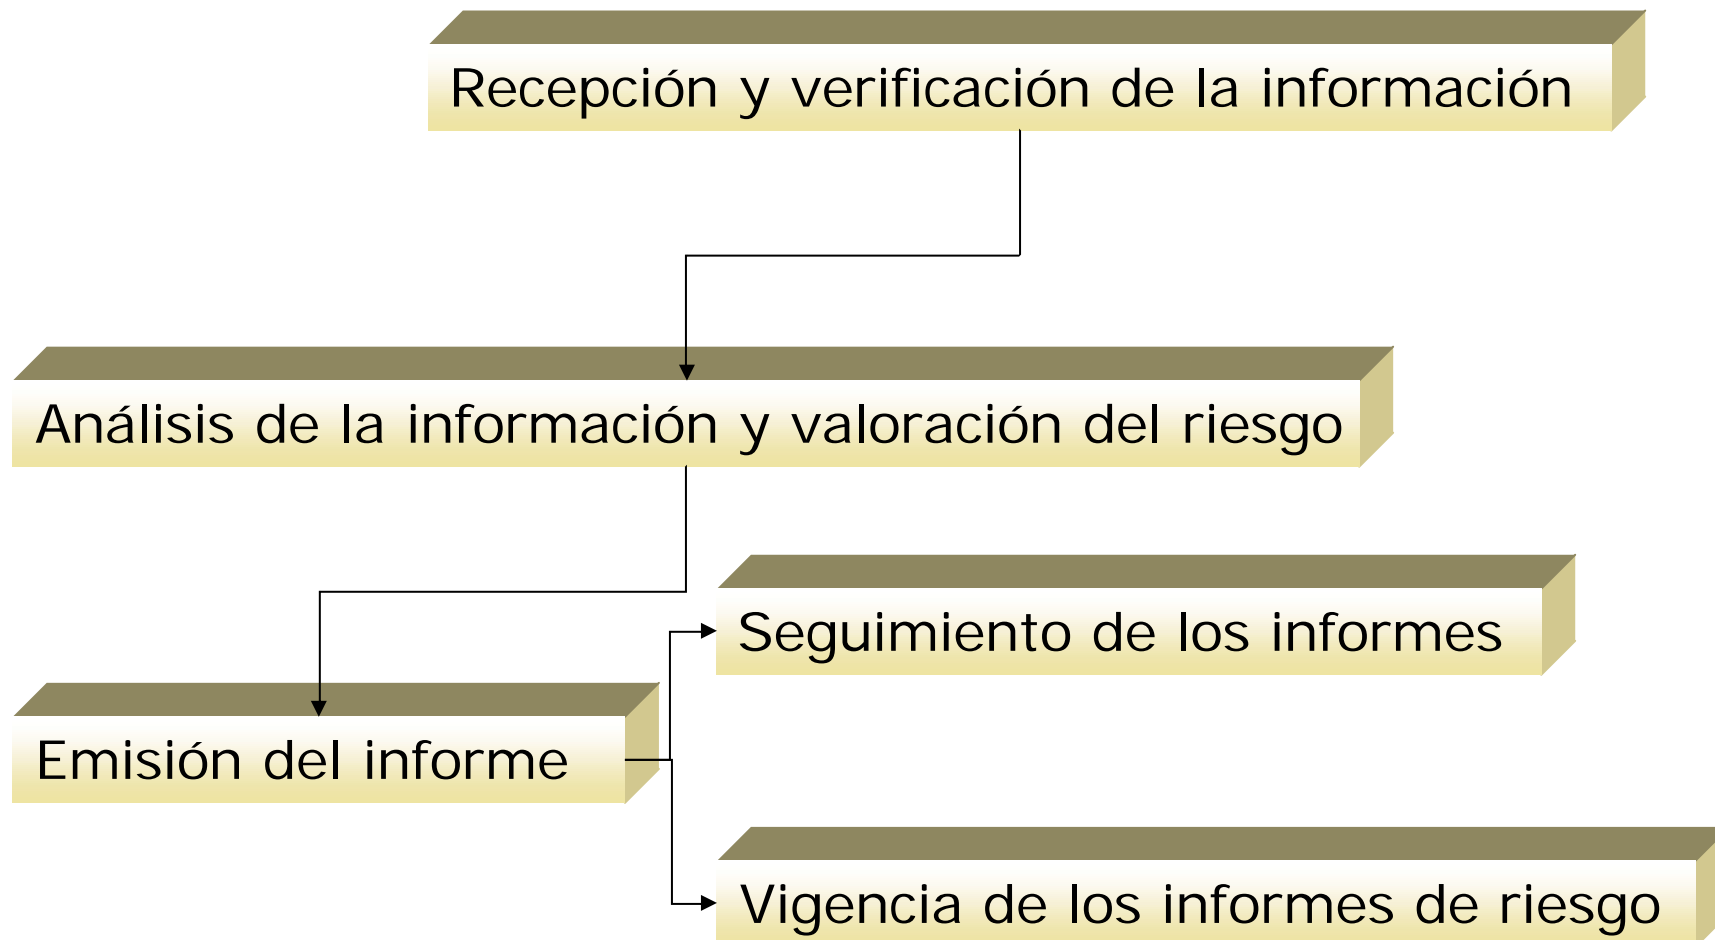 Recepción y verificación de la información
Análisis de la información y valoración del riesgo
Seguimiento de los informes
Emisión del informe
Vigencia de los informes de riesgo